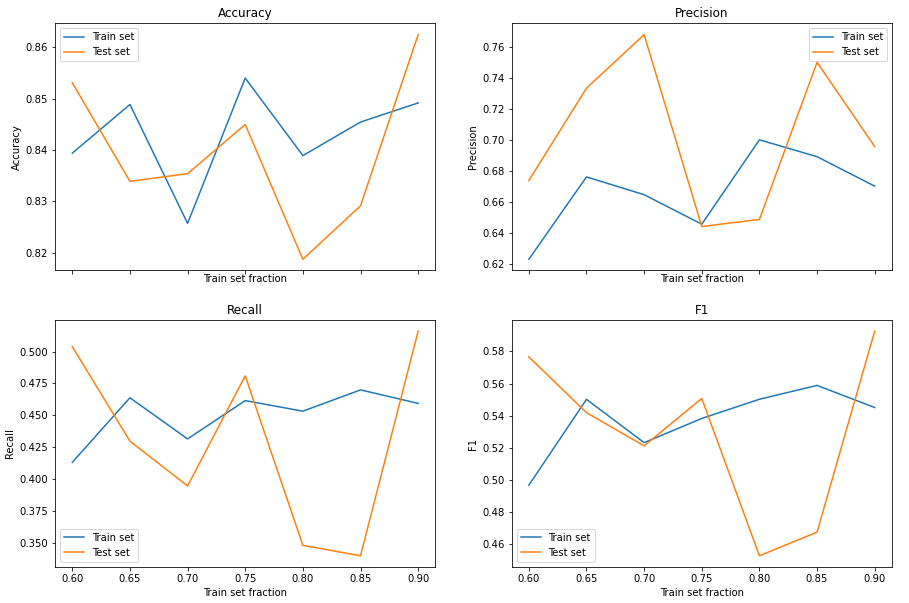 Accuracy
Train set
Test set
0.86
0.85
0.84
0.83
0.82
Accuracy
Train set fraction
Precision
Train set
Test set
0.76
0.74
0.72
0.70
0.68
0.66
0.64
0.62
Precision
Train set fraction
Recall
0.500
0.475
0.450
0.425
0.400
0.375
0.350
Recall
Train set
Test set
0.60 0.65 0.70 0.75 0.80 0.85 0.90
Train set fraction
F1
0.58
0.56
0.54
0.52
0.50
0.48
0.46
F1
Train set
Test set
0.60 0.65 0.70 0.75 0.80 0.85 0.90
Train set fraction